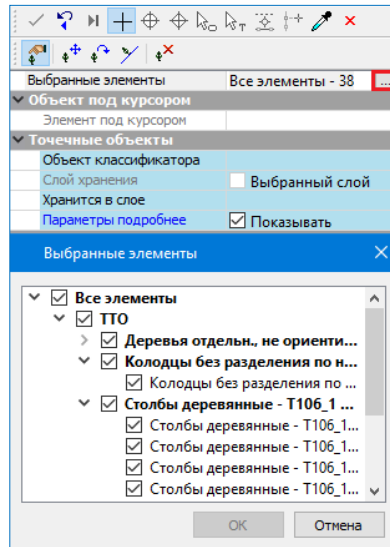 Выбранные элементы Все элементы - 38 ...
Объект под курсором
Элемент под курсором
Точечные объекты
Объект классификатора
Слой хранения Выбранный слой
Хранится в слое
Параметры подробнее Показывать
Выбранные элементы
Все элементы
ТТО
Деревья отдельн., не ориенти...
Колодцы без разделения по н...
Колодцы без разделения по ...
Столбы деревянные - Т106_1 ...
Столбы деревянные - Т106_1...
Столбы деревянные - Т106_1...
Столбы деревянные - Т106_1...
Столбы деревянные - Т106_1...
ОК Отмена